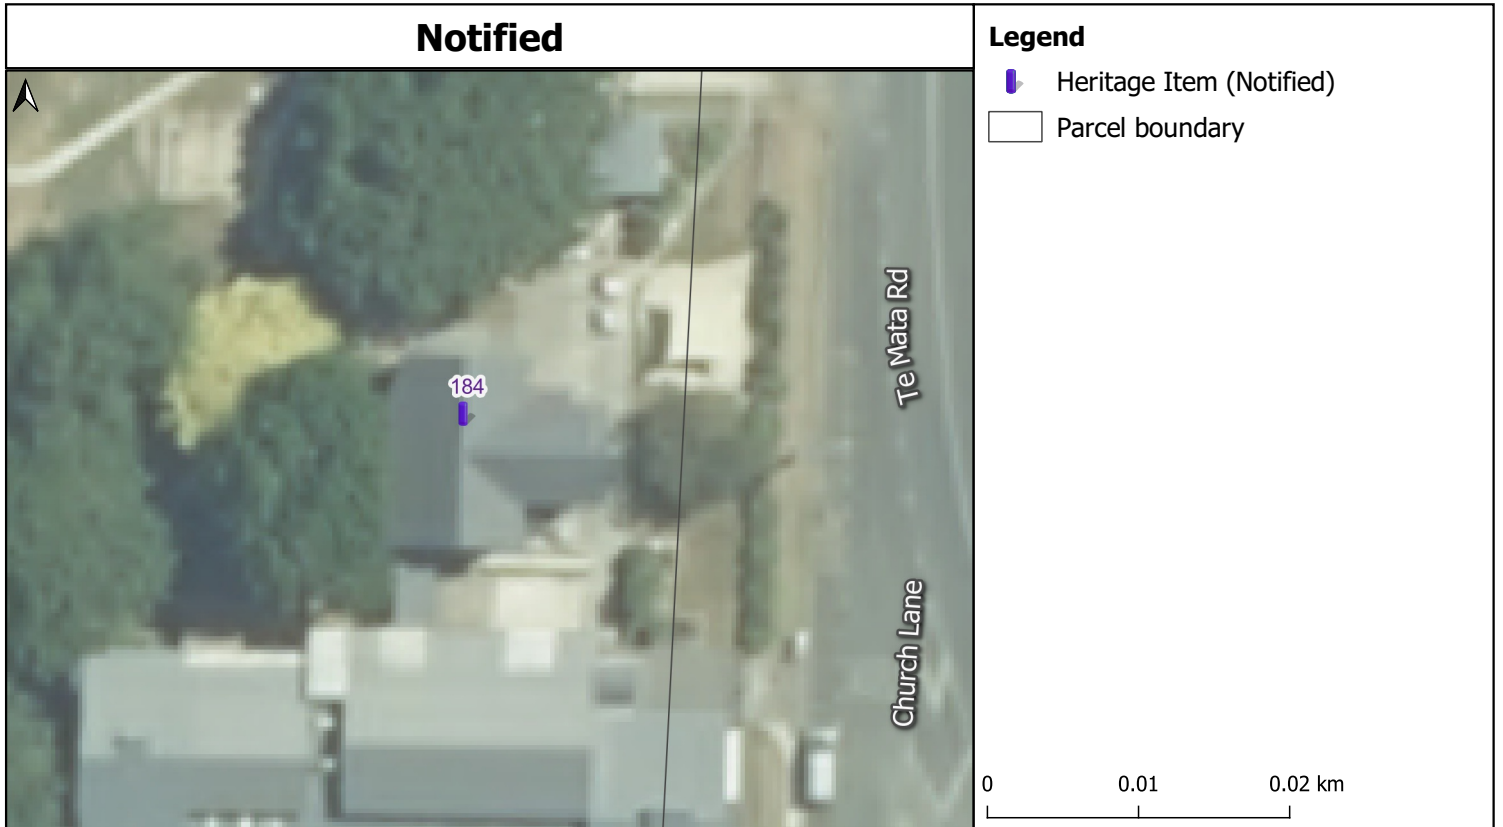 Notified
Legend
Heritage Item (Notified)
Parcel boundary
184
Te Mata Rd
Church Lane
0 0.01 0.02 km